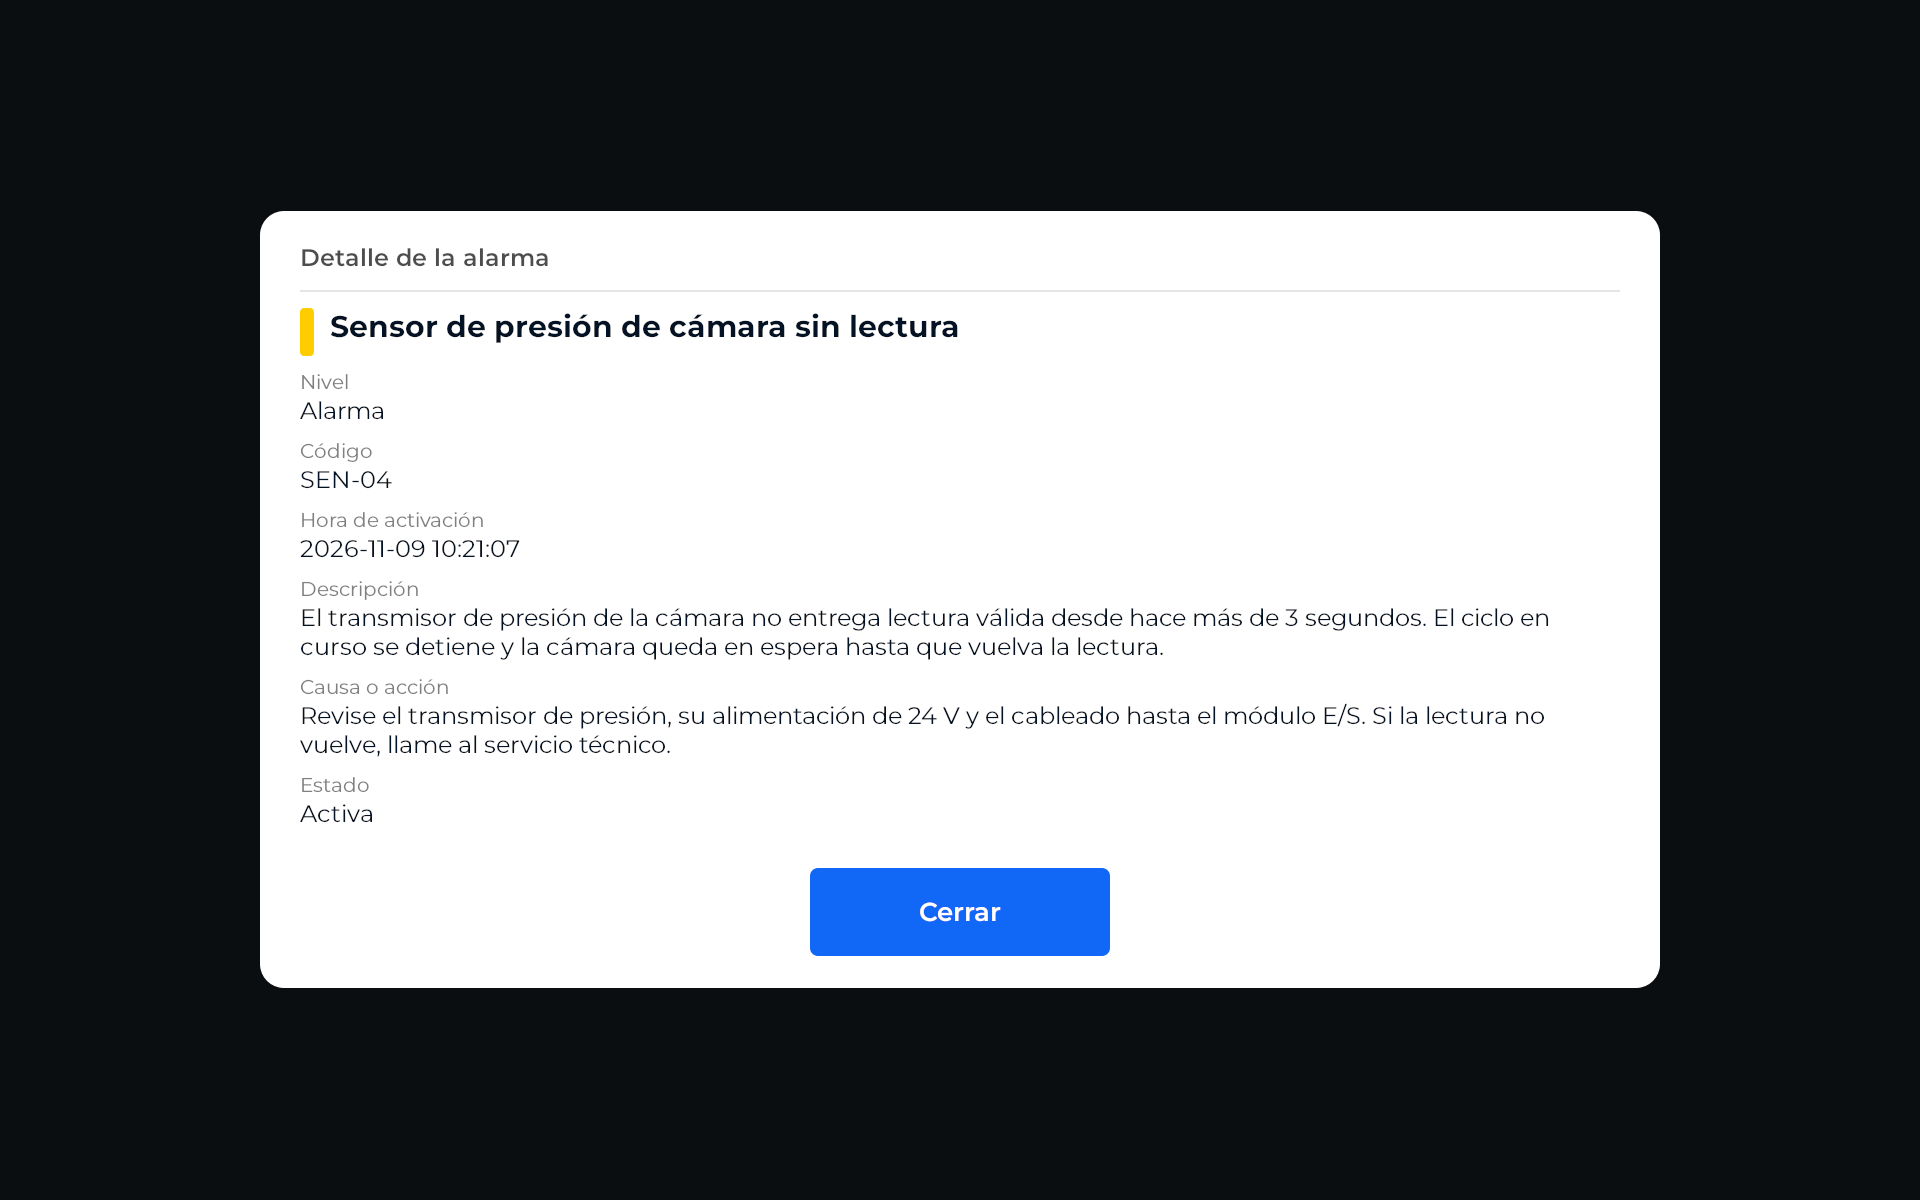 Detalle de la alarma
Sensor de presión de cámara sin lectura
Nivel
Alarma
Código
SEN-04
Hora de activación
2026-11-09 10:21:07
Descripción
El transmisor de presión de la cámara no entrega lectura válida desde hace más de 3 segundos. El ciclo en
curso se detiene y la cámara queda en espera hasta que vuelva la lectura.
Causa o acción
Revise el transmisor de presión, su alimentación de 24 V y el cableado hasta el módulo E/S. Si la lectura no
vuelve, llame al servicio técnico.
Estado
Activa
Cerrar